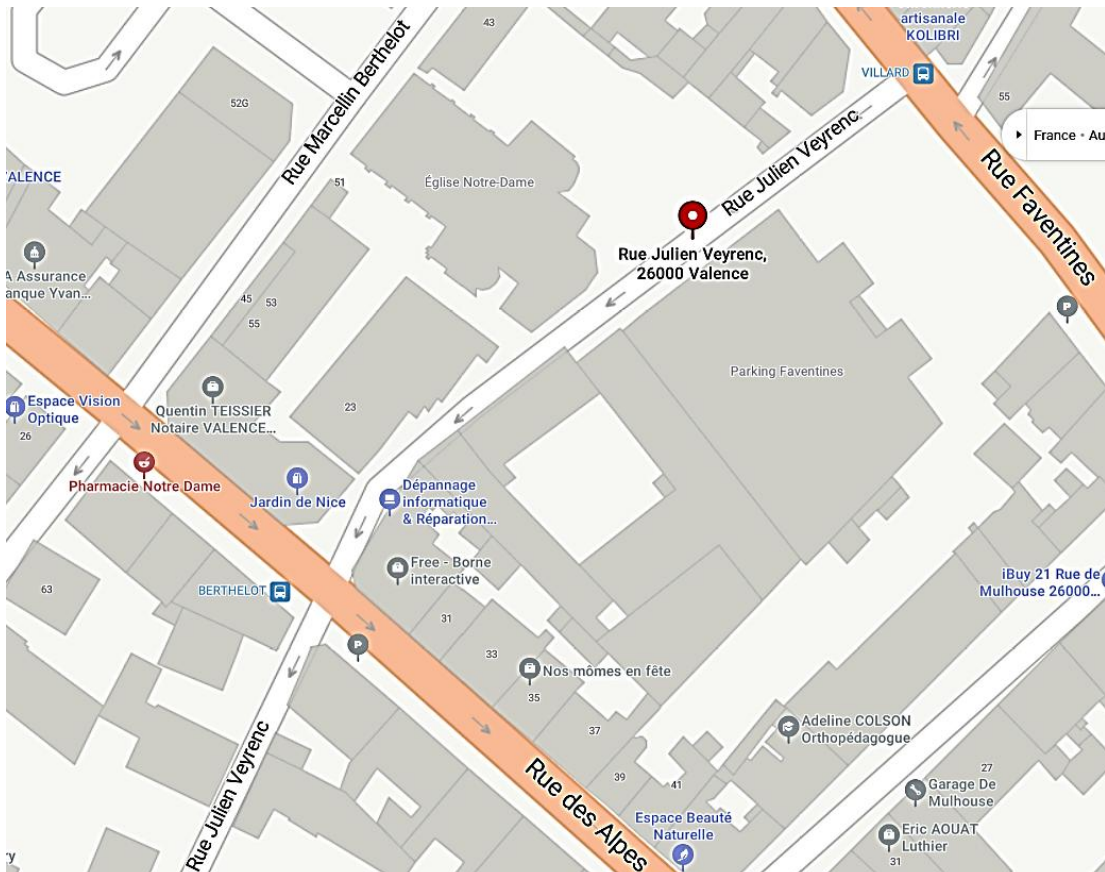 43
artisanale
KOLIBRI
VILLARD
55
52G
Rue Marcellin Berthelot
Rue Julien Veyrenc
France • Au
Église Notre-Dame
51
VALENCE
Rue Faventines
Rue Julien Veyrenc,
26000 Valence
A Assurance
anque Yvan...
45
53
55
Parking Faventines
Espace Vision
Optique
26
Quentin TEISSIER
Notaire VALENCE...
23
Pharmacie Notre Dame
Jardin de Nice
Dépannage
informatique
& Réparation...
Free - Borne
interactive
BERTHELOT
63
iBuy 21 Rue de
Mulhouse 26000...
31
33
Nos mômes en fête
35
37
Adeline COLSON
Orthopédagogue
39
41
27
Garage De
Mulhouse
Rue Julien Veyrenc
Rue des Alpes
Espace Beauté
Naturelle
Eric AOUAT
Luthier
31